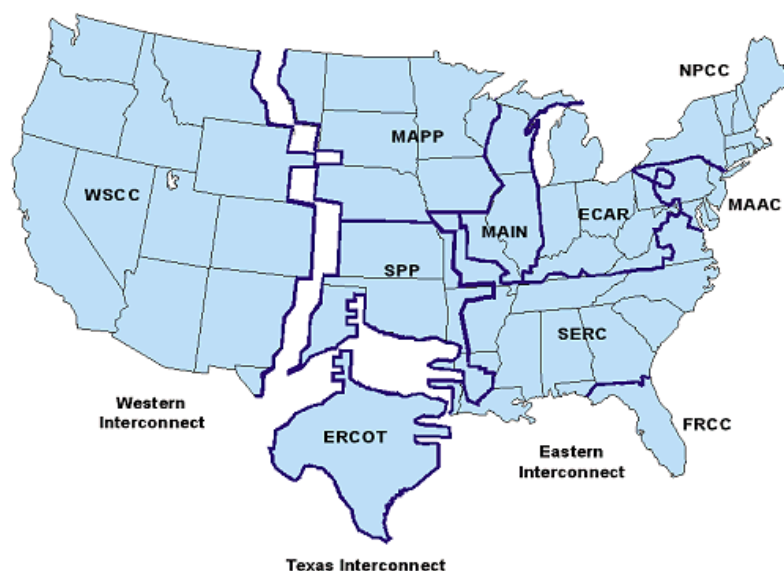 NPCC
MAPP
WSCC
MAAC
ECAR
MAIN
SPP
SERC
Western
Interconnect
FRCC
ERCOT
Eastern
Interconnect
Texas Interconnect